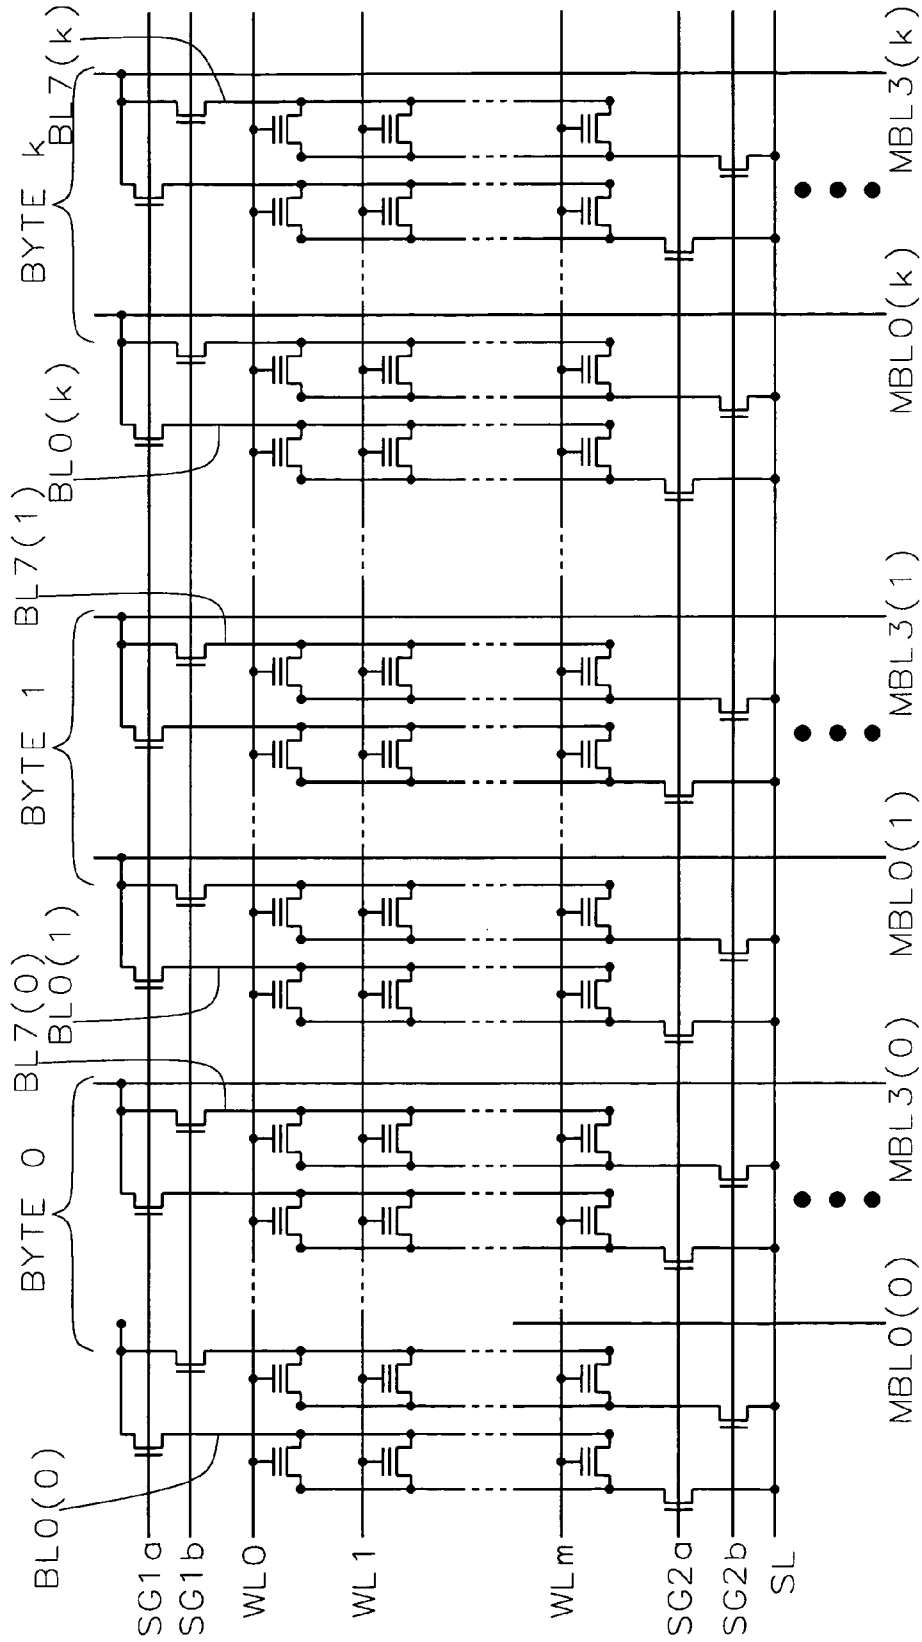 BYTE 0
BYTE 1
BYTE k
BL0(0)
BL7(0)
BL0(1)
BL7(1)
BL0(k)
BL7(k)
SG1a
SG1b
WL0
WL1
WLm
SG2a
SG2b
SL
MBL0(0)
MBL3(0)
MBL0(1)
MBL3(1)
MBL0(k)
MBL3(k)